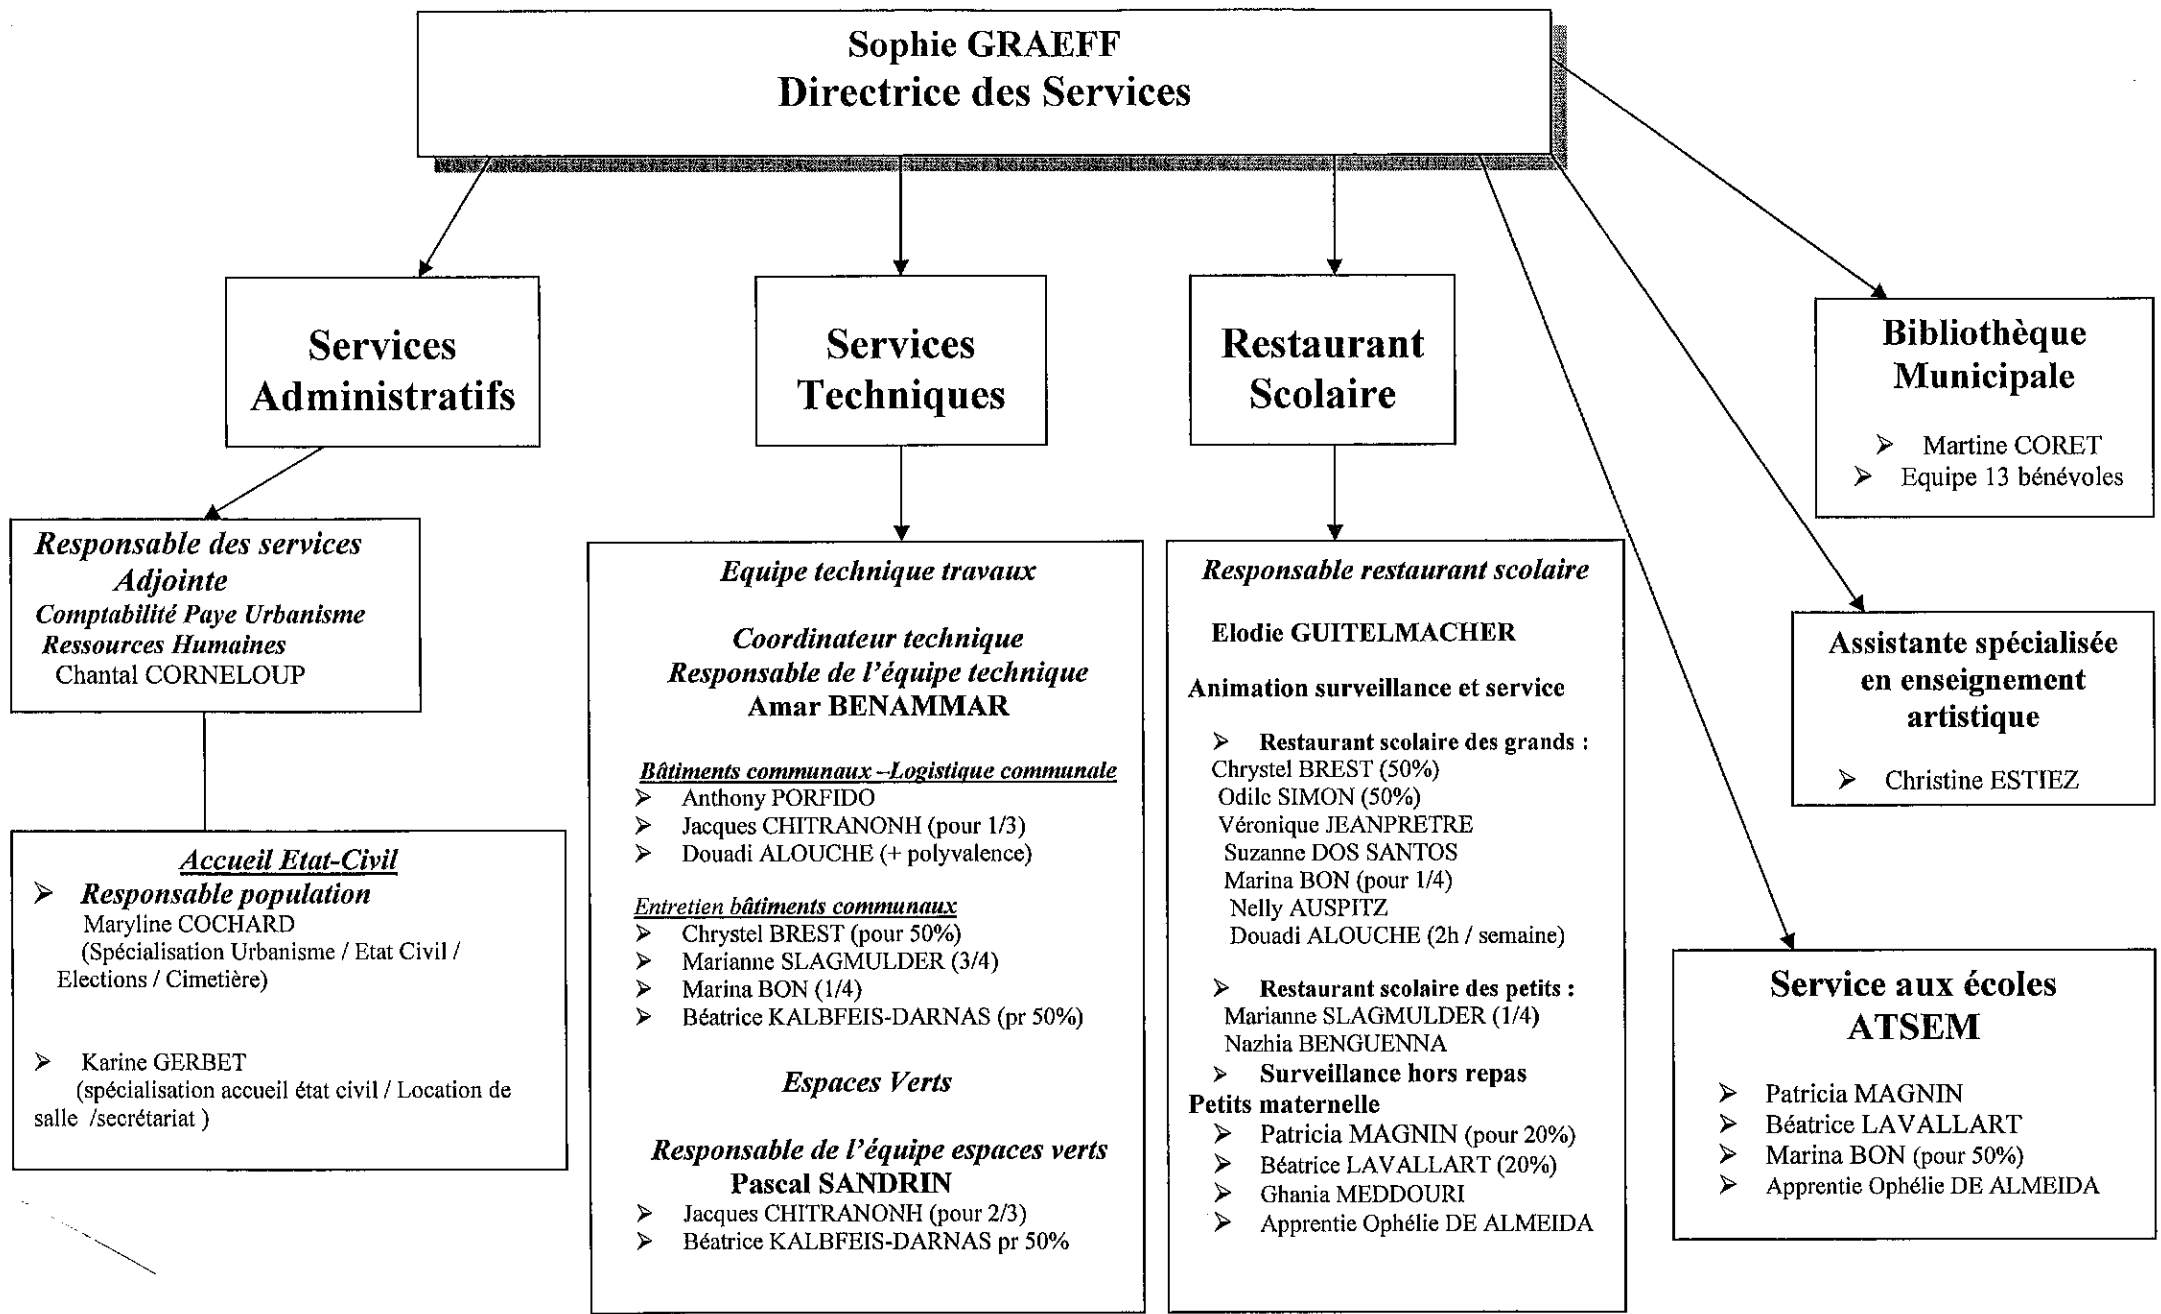 Sophie GRAEFF
Directrice des Services
Services
Administratifs
Services
Techniques
Restaurant
Scolaire
Bibliothèque
Municipale
➢ Martine CORET
➢ Equipe 13 bénévoles
Responsable des services
Adjointe
Comptabilité Paye Urbanisme
Ressources Humaines
Chantal CORNELOUP
Accueil Etat-Civil
➢ Responsable population
Maryline COCHARD
(Spécialisation Urbanisme / Etat Civil /
Elections / Cimetière)
➢ Karine GERBET
(spécialisation accueil état civil / Location de
salle /secrétariat )
Equipe technique travaux
Coordinateur technique
Responsable de l'équipe technique
Amar BENAMMAR
Bâtiments communaux –Logistique communale
➢ Anthony PORFIDO
➢ Jacques CHITRANONH (pour 1/3)
➢ Douadi ALOUCHE (+ polyvalence)
Entretien bâtiments communaux
➢ Chrystel BREST (pour 50%)
➢ Marianne SLAGMULDER (3/4)
➢ Marina BON (1/4)
➢ Béatrice KALBFEIS-DARNAS (pr 50%)
Espaces Verts
Responsable de l'équipe espaces verts
Pascal SANDRIN
➢ Jacques CHITRANONH (pour 2/3)
➢ Béatrice KALBFEIS-DARNAS pr 50%
Responsable restaurant scolaire
Elodie GUITELMACHER
Animation surveillance et service
➢ Restaurant scolaire des grands :
Chrystel BREST (50%)
Odile SIMON (50%)
Véronique JEANPRETRE
Suzanne DOS SANTOS
Marina BON (pour 1/4)
Nelly AUSPITZ
Douadi ALOUCHE (2h / semaine)
➢ Restaurant scolaire des petits :
Marianne SLAGMULDER (1/4)
Nazhia BENGUENNA
➢ Surveillance hors repas
Petits maternelle
➢ Patricia MAGNIN (pour 20%)
➢ Béatrice LAVALLART (20%)
➢ Ghania MEDDOURI
➢ Apprentie Ophélie DE ALMEIDA
Assistante spécialisée
en enseignement
artistique
➢ Christine ESTIEZ
Service aux écoles
ATSEM
➢ Patricia MAGNIN
➢ Béatrice LAVALLART
➢ Marina BON (pour 50%)
➢ Apprentie Ophélie DE ALMEIDA